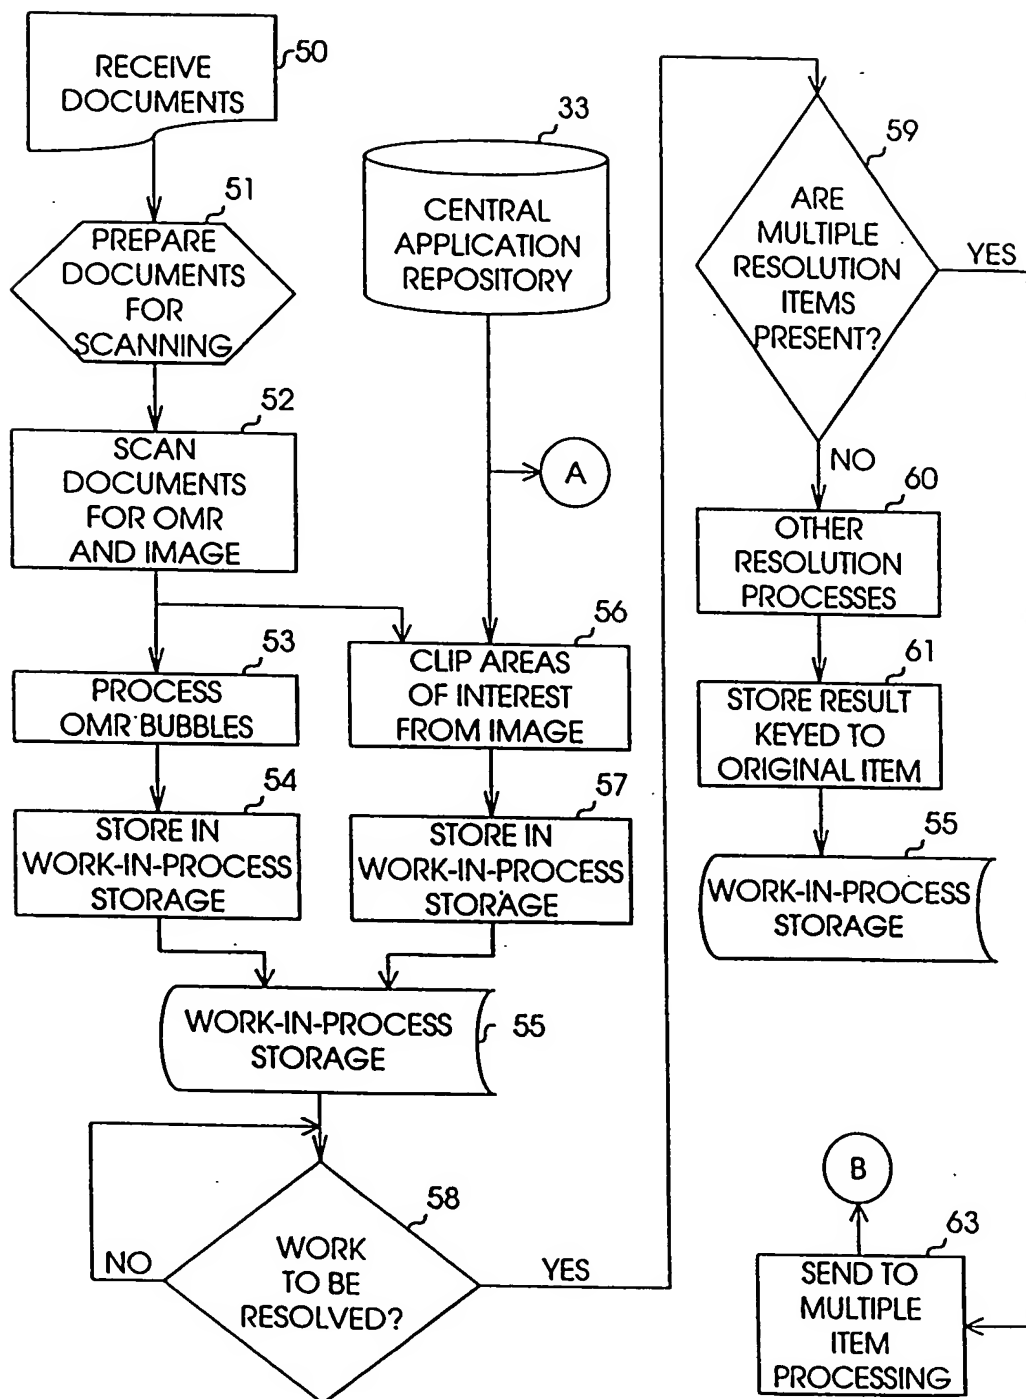 RECEIVE
DOCUMENTS
50
51
PREPARE
DOCUMENTS
FOR
SCANNING
52
SCAN
DOCUMENTS
FOR OMR
AND IMAGE
53
PROCESS
OMR BUBBLES
54
STORE IN
WORK-IN-PROCESS
STORAGE
33
CENTRAL
APPLICATION
REPOSITORY
A
56
CLIP AREAS
OF INTEREST
FROM IMAGE
57
STORE IN
WORK-IN-PROCESS
STORAGE
WORK-IN-PROCESS
STORAGE
55
58
WORK
TO BE
RESOLVED?
NO
YES
59
ARE
MULTIPLE
RESOLUTION
ITEMS
PRESENT?
YES
NO
60
OTHER
RESOLUTION
PROCESSES
61
STORE RESULT
KEYED TO
ORIGINAL ITEM
55
WORK-IN-PROCESS
STORAGE
B
63
SEND TO
MULTIPLE
ITEM
PROCESSING